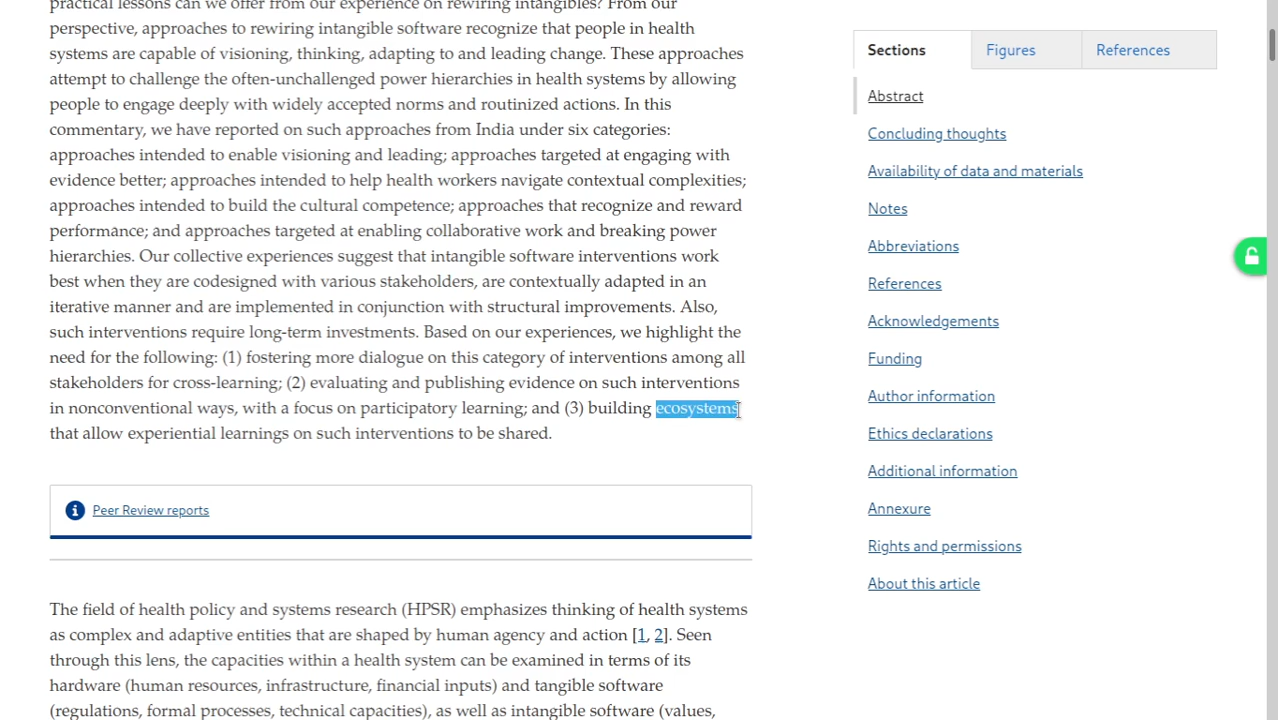 practical lessons can we offer from our experience on rewiring intangibles? From our
perspective, approaches to rewiring intangible software recognize that people in health
systems are capable of visioning, thinking, adapting to and leading change. These approaches
attempt to challenge the often-unchallenged power hierarchies in health systems by allowing
people to engage deeply with widely accepted norms and routinized actions. In this
commentary, we have reported on such approaches from India under six categories:
approaches intended to enable visioning and leading; approaches targeted at engaging with
evidence better; approaches intended to help health workers navigate contextual complexities;
approaches intended to build the cultural competence; approaches that recognize and reward
performance; and approaches targeted at enabling collaborative work and breaking power
hierarchies. Our collective experiences suggest that intangible software interventions work
best when they are codesigned with various stakeholders, are contextually adapted in an
iterative manner and are implemented in conjunction with structural improvements. Also,
such interventions require long-term investments. Based on our experiences, we highlight the
need for the following: (1) fostering more dialogue on this category of interventions among all
stakeholders for cross-learning; (2) evaluating and publishing evidence on such interventions
in nonconventional ways, with a focus on participatory learning; and (3) building ecosystems
that allow experiential learnings on such interventions to be shared.
Peer Review reports
The field of health policy and systems research (HPSR) emphasizes thinking of health systems
as complex and adaptive entities that are shaped by human agency and action [1, 2]. Seen
through this lens, the capacities within a health system can be examined in terms of its
hardware (human resources, infrastructure, financial inputs) and tangible software
(regulations, formal processes, technical capacities), as well as intangible software (values,
Sections Figures References
Abstract
Concluding thoughts
Availability of data and materials
Notes
Abbreviations
References
Acknowledgements
Funding
Author information
Ethics declarations
Additional information
Annexure
Rights and permissions
About this article